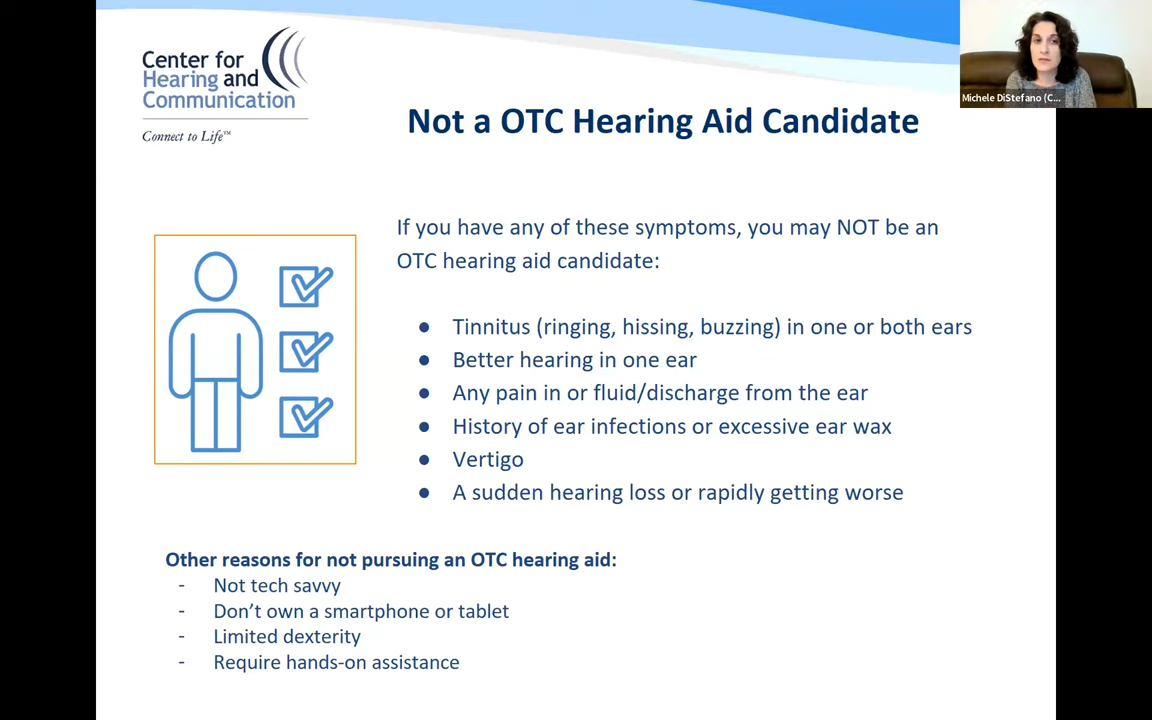 Center for
Hearing and
Communication
Connect to Life™
Michele DiStefano (C...
Not a OTC Hearing Aid Candidate
If you have any of these symptoms, you may NOT be an
OTC hearing aid candidate:
● Tinnitus (ringing, hissing, buzzing) in one or both ears
● Better hearing in one ear
● Any pain in or fluid/discharge from the ear
● History of ear infections or excessive ear wax
● Vertigo
● A sudden hearing loss or rapidly getting worse
Other reasons for not pursuing an OTC hearing aid:
- Not tech savvy
- Don’t own a smartphone or tablet
- Limited dexterity
- Require hands-on assistance